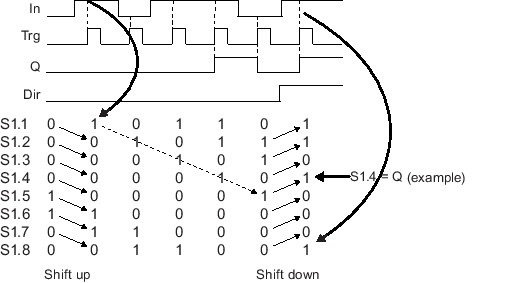 In
Trg
Q
Dir
S1.1 0 1 0 1 1 0 1
S1.2 0 0 1 0 1 1 1
S1.3 0 0 0 1 0 1 0
S1.4 0 0 0 0 1 0 1 S1.4 = Q (example)
S1.5 1 0 0 0 0 1 0
S1.6 1 1 0 0 0 0 0
S1.7 0 1 1 0 0 0 0
S1.8 0 0 1 1 0 0 1
Shift up Shift down